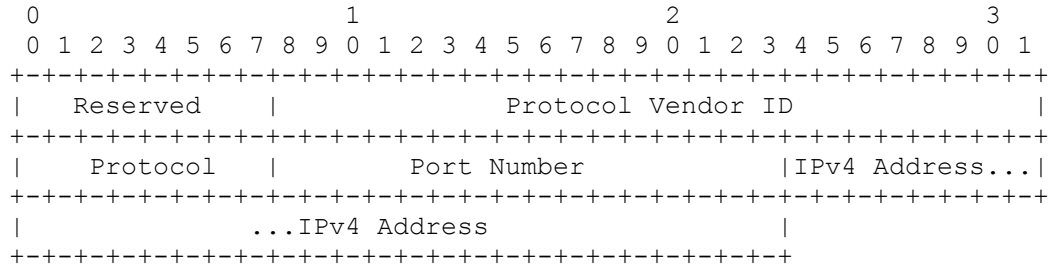 0                   1                   2                   3
 0 1 2 3 4 5 6 7 8 9 0 1 2 3 4 5 6 7 8 9 0 1 2 3 4 5 6 7 8 9 0 1
+-+-+-+-+-+-+-+-+-+-+-+-+-+-+-+-+-+-+-+-+-+-+-+-+-+-+-+-+-+-+-+-+
|   Reserved    |              Protocol Vendor ID               |
+-+-+-+-+-+-+-+-+-+-+-+-+-+-+-+-+-+-+-+-+-+-+-+-+-+-+-+-+-+-+-+-+
|    Protocol   |        Port Number            |IPv4 Address...|
+-+-+-+-+-+-+-+-+-+-+-+-+-+-+-+-+-+-+-+-+-+-+-+-+-+-+-+-+-+-+-+-+
|              ...IPv4 Address                  |
+-+-+-+-+-+-+-+-+-+-+-+-+-+-+-+-+-+-+-+-+-+-+-+-+